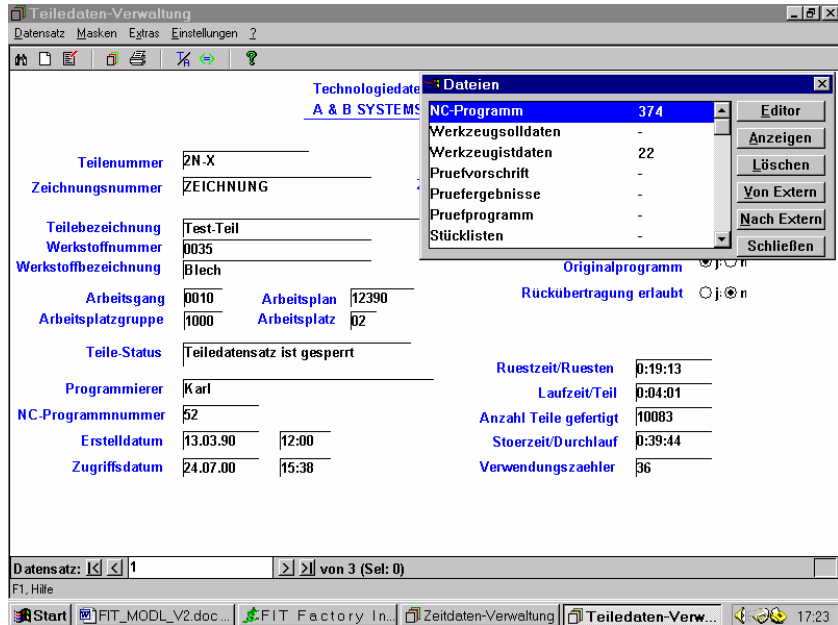 Teiledaten-Verwaltung
Datensatz Masken Extras Einstellungen ?
Technologiedate
A & B SYSTEMS
Dateien
NC-Programm 374
Werkzeugsolldaten -
Werkzeugistdaten 22
Pruefvorschrift -
Pruefergebnisse -
Pruefprogramm -
Stücklisten -
Editor
Anzeigen
Löschen
Von Extern
Nach Extern
Schließen
Teilenummer 2N-X
Zeichnungsnummer ZEICHNUNG
Teilebezeichnung Test-Teil
Werkstoffnummer 0035
Werkstoffbezeichnung Blech
Originalprogramm j: n
Arbeitsgang 0010 Arbeitsplan 12390
Rückübertragung erlaubt j: n
Arbeitsplatzgruppe 1000 Arbeitsplatz 02
Teile-Status Teiledatensatz ist gesperrt
Ruestzeit/Ruesten 0:19:13
Programmierer Karl
Laufzeit/Teil 0:04:01
NC-Programmnummer 52
Anzahl Teile gefertigt 10083
Erstelldatum 13.03.90 12:00
Stoerzeit/Durchlauf 0:39:44
Zugriffsdatum 24.07.00 15:38
Verwendungszaehler 36
Datensatz: 1 von 3 (Sel: 0)
F1, Hilfe
Start FIT_MODL_V2.doc ... FIT Factory In... Zeitdaten-Verwaltung Teiledaten-Verw... 17:23